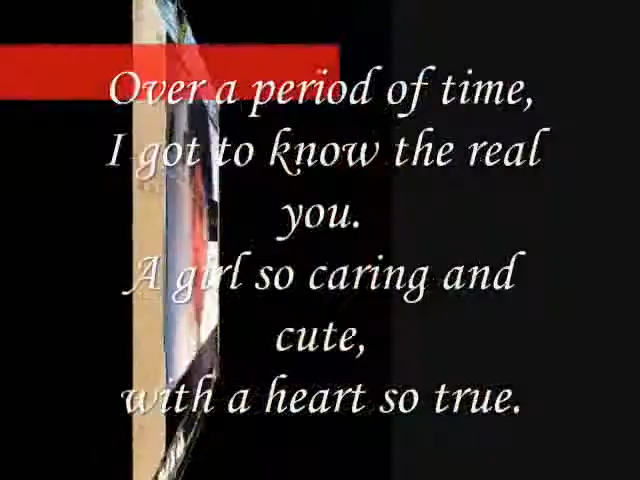 Over a period of time,
I got to know the real
you.
A girl so caring and
cute,
with a heart so true.